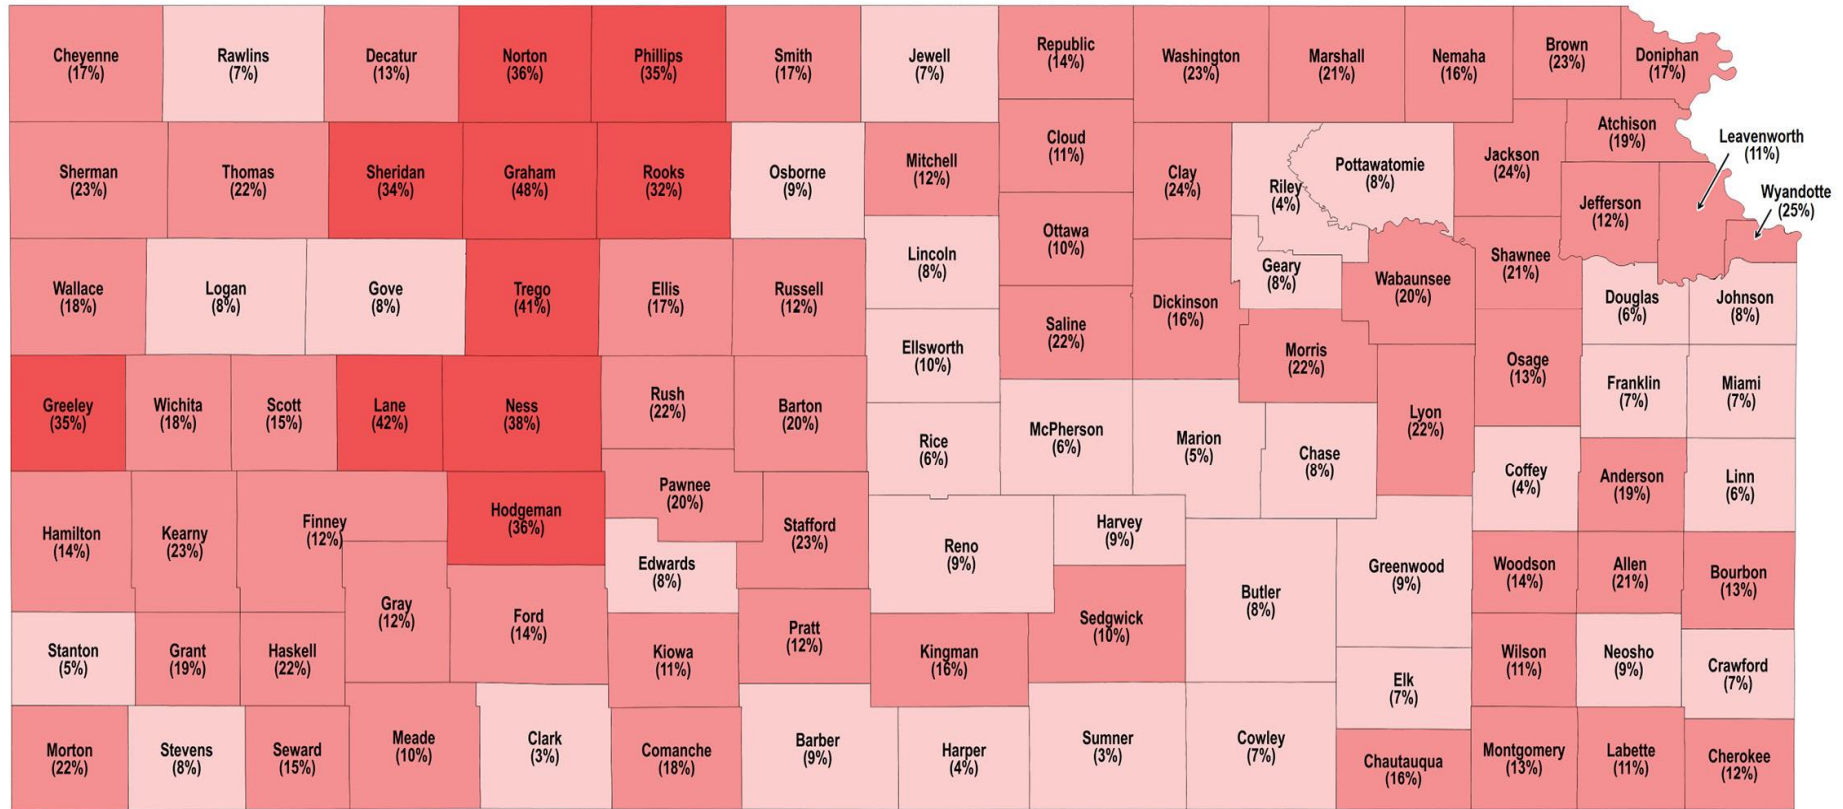 Cheyenne
(17%)
Rawlins
(7%)
Decatur
(13%)
Norton
(36%)
Phillips
(35%)
Smith
(17%)
Jewell
(7%)
Republic
(14%)
Washington
(23%)
Marshall
(21%)
Nemaha
(16%)
Brown
(23%)
Doniphan
(17%)
Sherman
(23%)
Thomas
(22%)
Sheridan
(34%)
Graham
(48%)
Rooks
(32%)
Osborne
(9%)
Mitchell
(12%)
Cloud
(11%)
Clay
(24%)
Riley
(4%)
Pottawatomie
(8%)
Jackson
(24%)
Atchison
(19%)
Leavenworth
(11%)
Jefferson
(12%)
Wyandotte
(25%)
Wallace
(18%)
Logan
(8%)
Gove
(8%)
Trego
(41%)
Ellis
(17%)
Russell
(12%)
Lincoln
(8%)
Ottawa
(10%)
Dickinson
(16%)
Geary
(8%)
Wabaunsee
(20%)
Shawnee
(21%)
Douglas
(6%)
Johnson
(8%)
Ellsworth
(10%)
Saline
(22%)
Morris
(22%)
Osage
(13%)
Franklin
(7%)
Miami
(7%)
Greeley
(35%)
Wichita
(18%)
Scott
(15%)
Lane
(42%)
Ness
(38%)
Rush
(22%)
Barton
(20%)
Rice
(6%)
McPherson
(6%)
Marion
(5%)
Chase
(8%)
Lyon
(22%)
Coffey
(4%)
Anderson
(19%)
Linn
(6%)
Hamilton
(14%)
Kearny
(23%)
Finney
(12%)
Hodgeman
(36%)
Pawnee
(20%)
Stafford
(23%)
Edwards
(8%)
Reno
(9%)
Harvey
(9%)
Butler
(8%)
Greenwood
(9%)
Woodson
(14%)
Allen
(21%)
Bourbon
(13%)
Gray
(12%)
Ford
(14%)
Stanton
(5%)
Grant
(19%)
Haskell
(22%)
Kiowa
(11%)
Pratt
(12%)
Kingman
(16%)
Sedgwick
(10%)
Elk
(7%)
Wilson
(11%)
Neosho
(9%)
Crawford
(7%)
Morton
(22%)
Stevens
(8%)
Seward
(15%)
Meade
(10%)
Clark
(3%)
Comanche
(18%)
Barber
(9%)
Harper
(4%)
Sumner
(3%)
Cowley
(7%)
Chautauqua
(16%)
Montgomery
(13%)
Labette
(11%)
Cherokee
(12%)